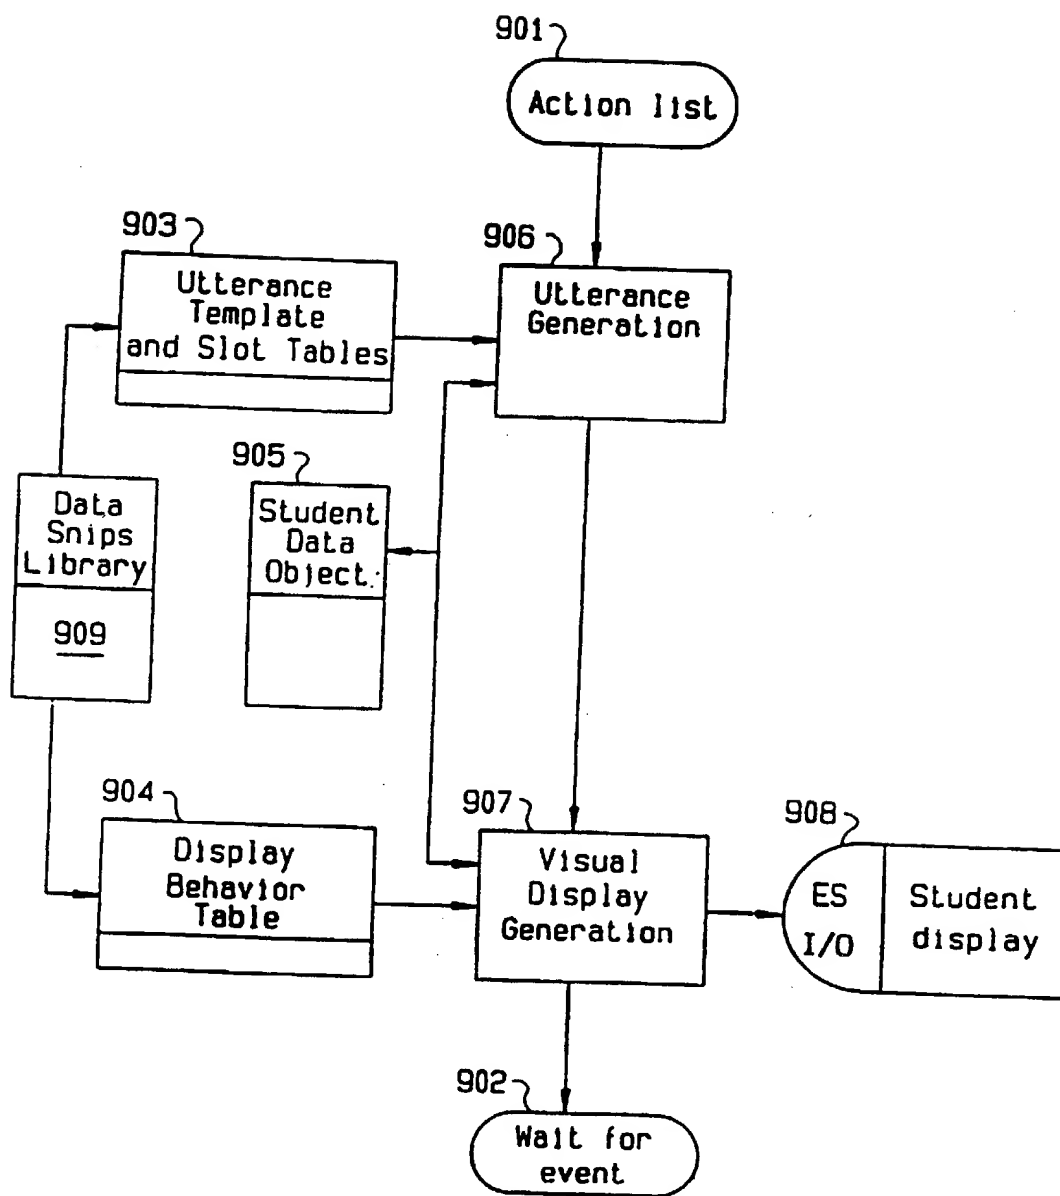 901
Action list
903
Utterance
Template
and Slot Tables
906
Utterance
Generation
905
Student
Data
Object
Data
Snips
Library
909
904
Display
Behavior
Table
907
Visual
Display
Generation
908
ES
I/O
Student
display
902
Wait for
event